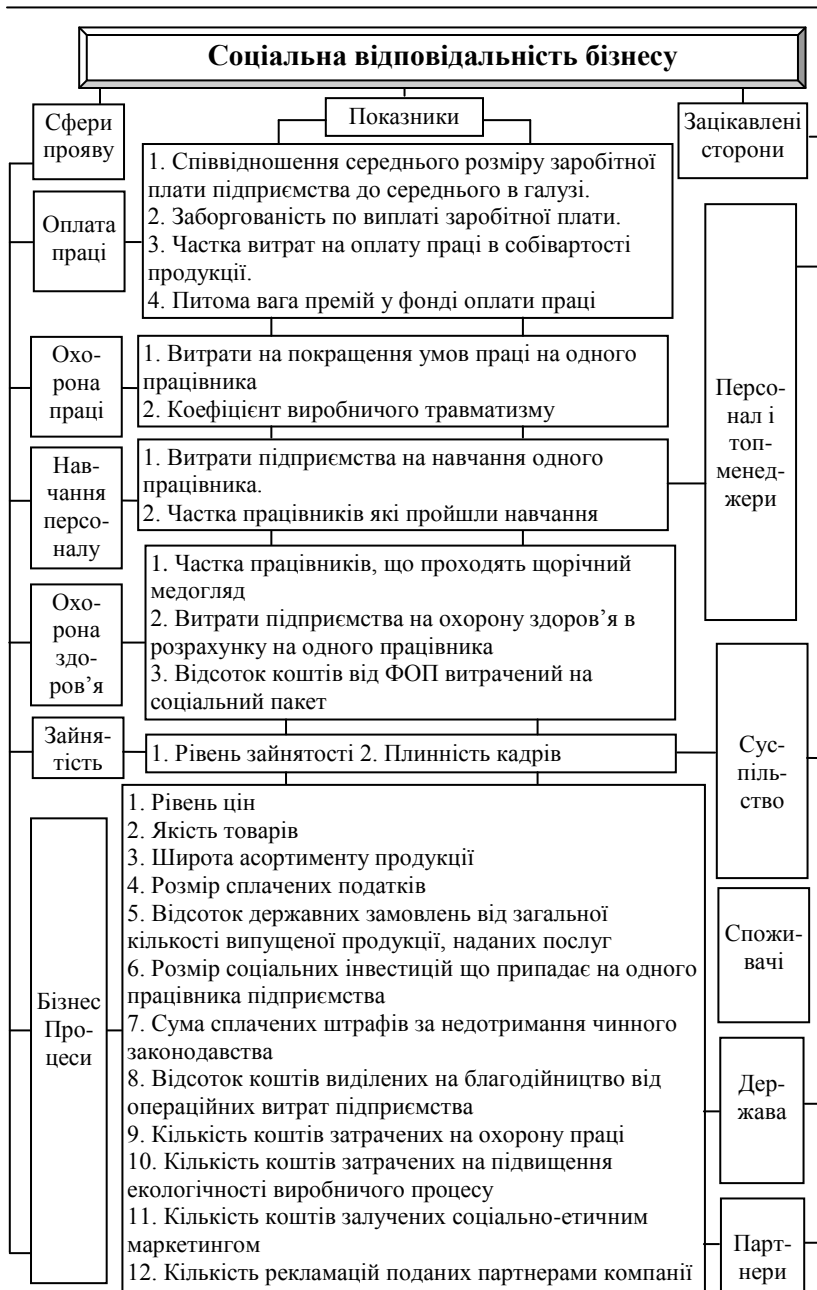 Соціальна відповідальність бізнесу
Сфери
прояву
Показники
Зацікавлені
сторони
Оплата
праці
1. Співвідношення середнього розміру заробітної
плати підприємства до середнього в галузі.
2. Заборгованість по виплаті заробітної плати.
3. Частка витрат на оплату праці в собівартості
продукції.
4. Питома вага премій у фонді оплати праці
Охо-
рона
праці
1. Витрати на покращення умов праці на одного
працівника
2. Коефіцієнт виробничого травматизму
Персо-
нал і
топ-
менед-
жери
Нав-
чання
персо-
налу
1. Витрати підприємства на навчання одного
працівника.
2. Частка працівників які пройшли навчання
Охо-
рона
здо-
ров’я
1. Частка працівників, що проходять щорічний
медогляд
2. Витрати підприємства на охорону здоров’я в
розрахунку на одного працівника
3. Відсоток коштів від ФОП витрачений на
соціальний пакет
Зайня-
тість
1. Рівень зайнятості 2. Плинність кадрів
Сус-
піль-
ство
Бізнес
Про-
цеси
1. Рівень цін
2. Якість товарів
3. Широта асортименту продукції
4. Розмір сплачених податків
5. Відсоток державних замовлень від загальної
кількості випущеної продукції, наданих послуг
6. Розмір соціальних інвестицій що припадає на одного
працівника підприємства
7. Сума сплачених штрафів за недотримання чинного
законодавства
8. Відсоток коштів виділених на благодійництво від
операційних витрат підприємства
9. Кількість коштів затрачених на охорону праці
10. Кількість коштів затрачених на підвищення
екологічності виробничого процесу
11. Кількість коштів залучених соціально-етичним
маркетингом
12. Кількість рекламацій поданих партнерами компанії
Спожи-
вачі
Дер-
жава
Парт-
нери